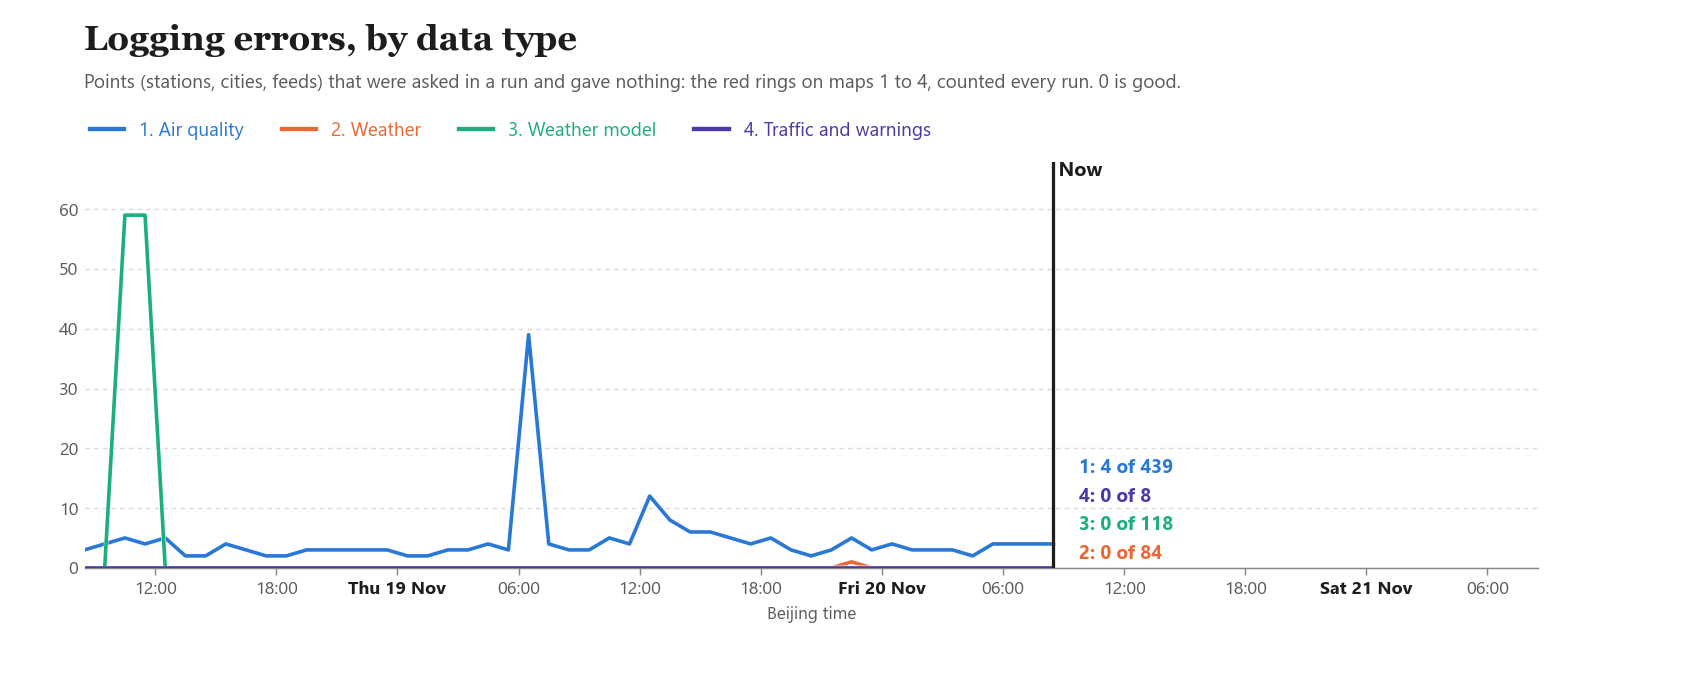 Logging errors, by data type
Points (stations, cities, feeds) that were asked in a run and gave nothing: the red rings on maps 1 to 4, counted every run. 0 is good.
1. Air quality 2. Weather 3. Weather model 4. Traffic and warnings
Now
60
50
40
30
20
10
0
1: 4 of 439
4: 0 of 8
3: 0 of 118
2: 0 of 84
12:00 18:00 Thu 19 Nov 06:00 12:00 18:00 Fri 20 Nov 06:00 12:00 18:00 Sat 21 Nov 06:00
Beijing time